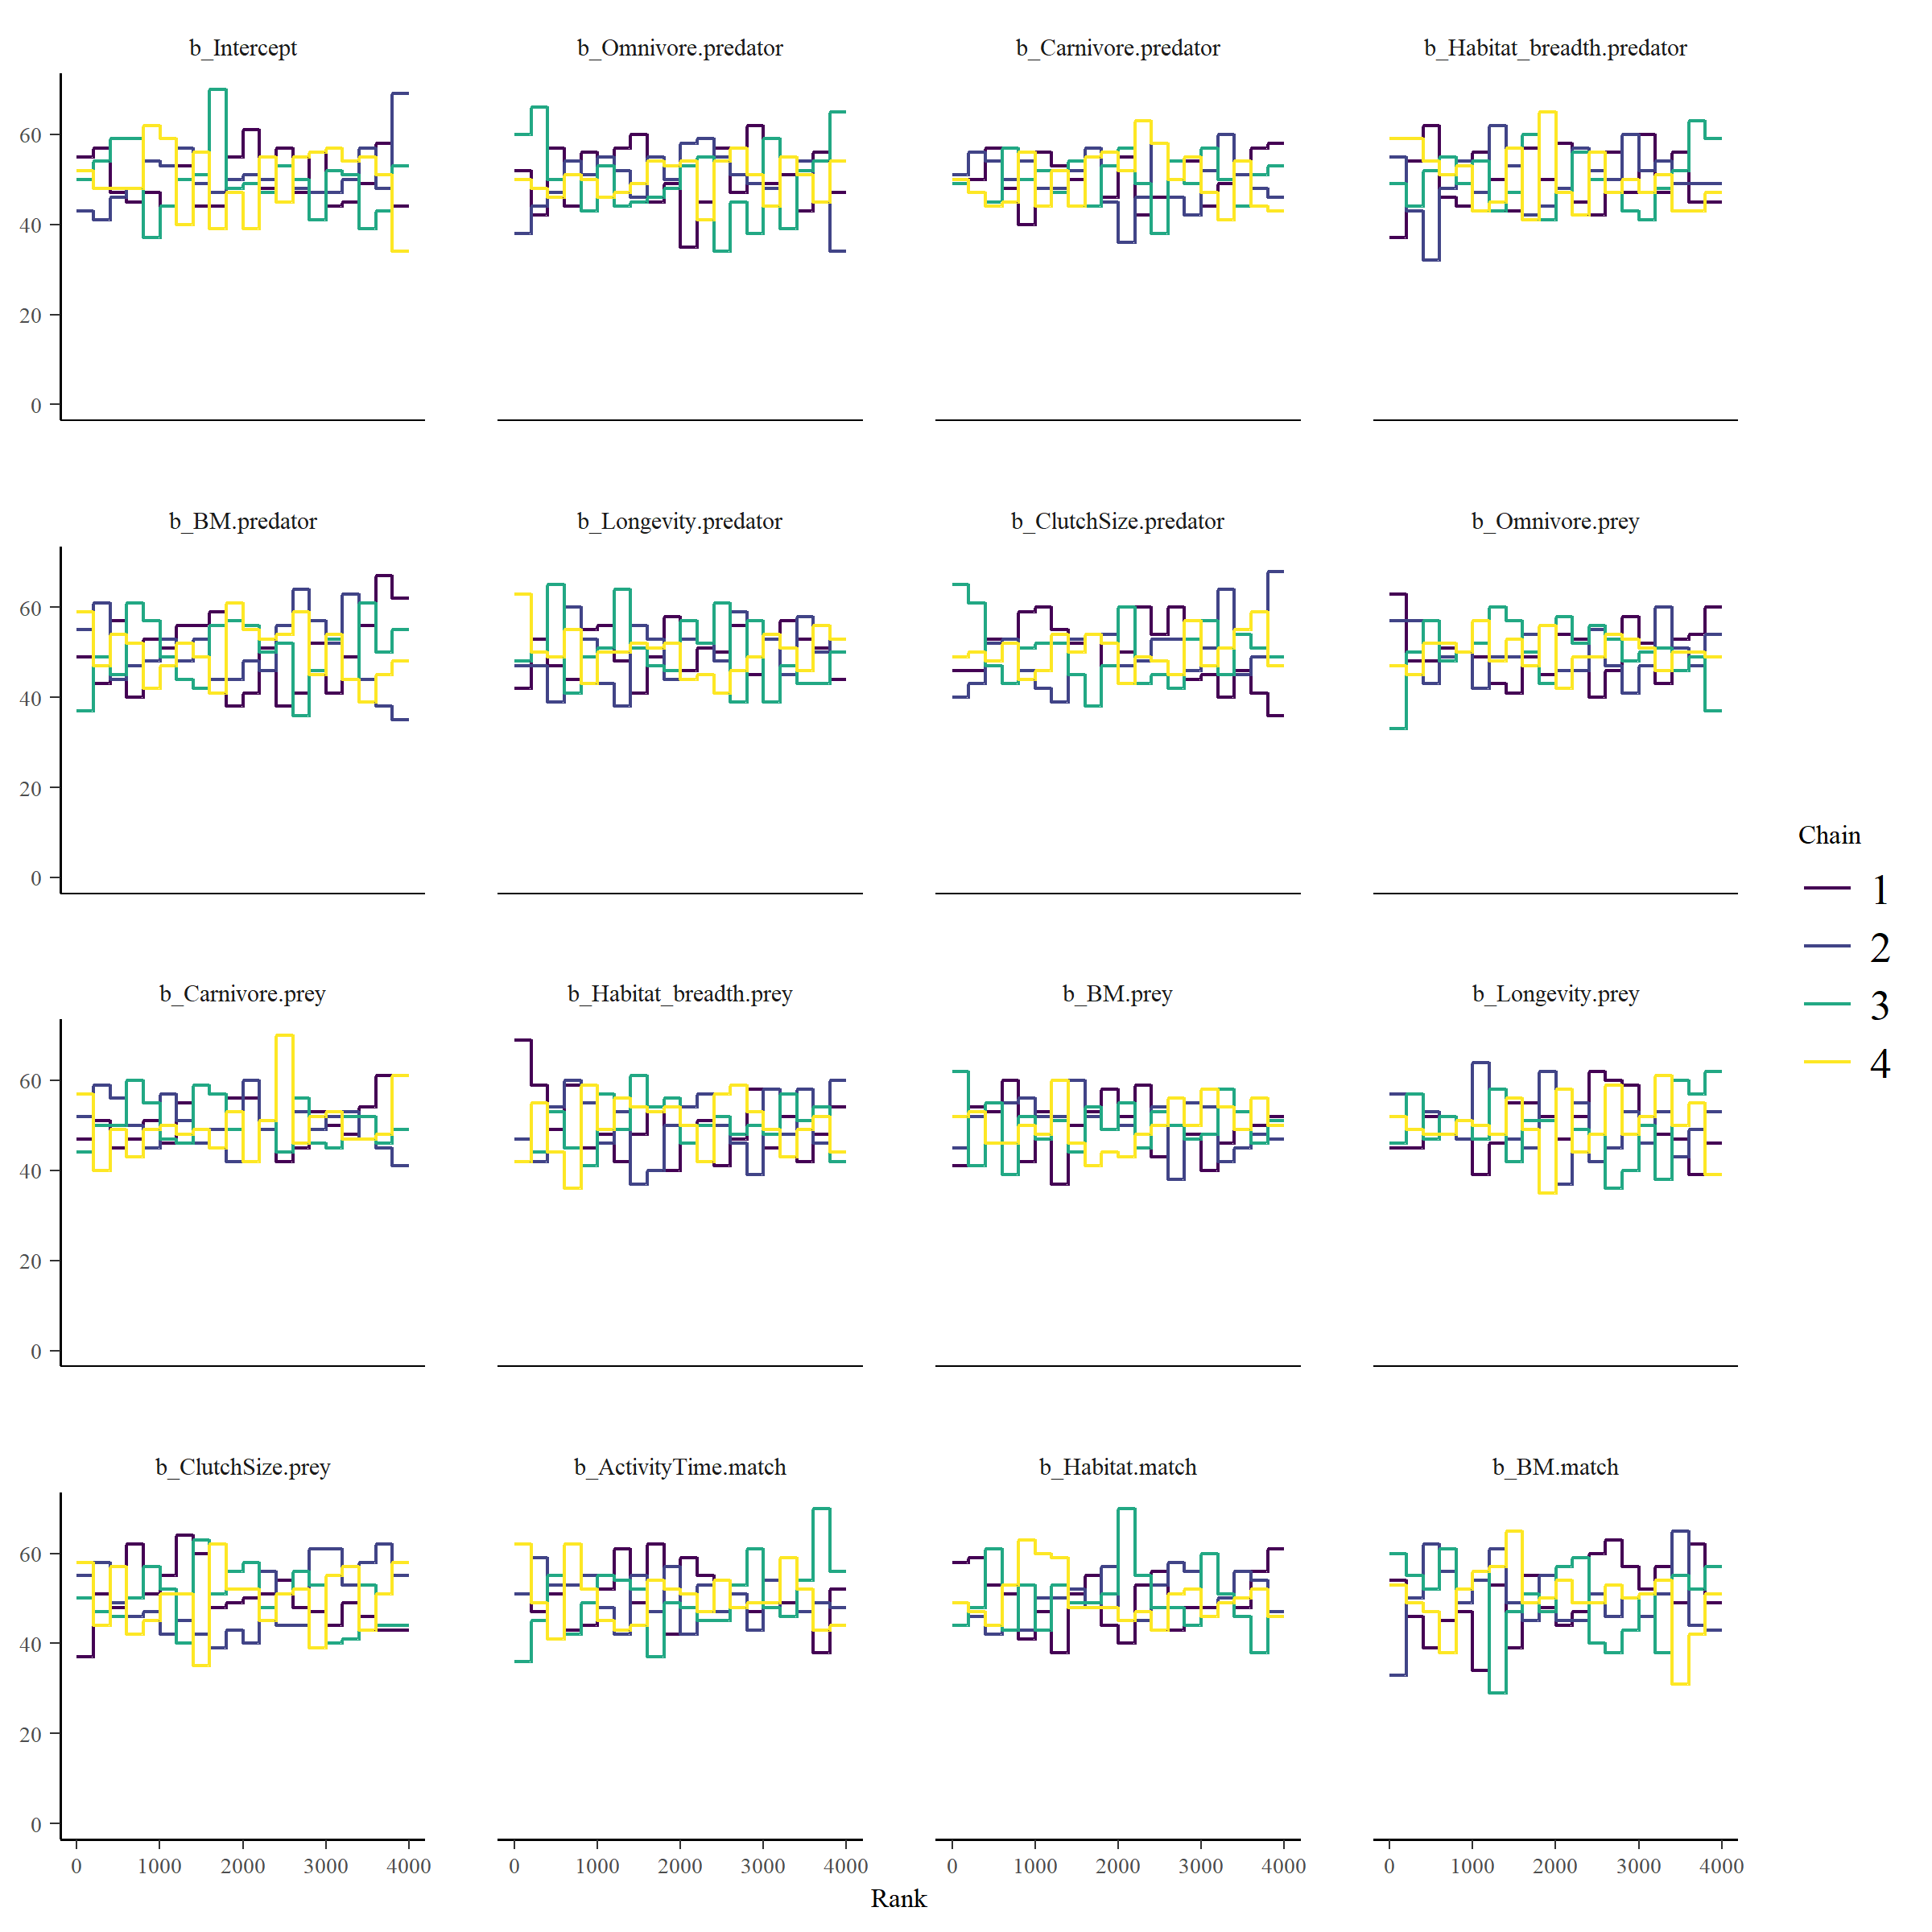 b_Intercept b_Omnivore.predator b_Carnivore.predator b_Habitat_breadth.predator
60
40
20
0
b_BM.predator b_Longevity.predator b_ClutchSize.predator b_Omnivore.prey
60
40
20
0
Chain
1
2
3
4
b_Carnivore.prey b_Habitat_breadth.prey b_BM.prey b_Longevity.prey
60
40
20
0
b_ClutchSize.prey b_ActivityTime.match b_Habitat.match b_BM.match
60
40
20
0
0 1000 2000 3000 4000 0 1000 2000 3000 4000 0 1000 2000 3000 4000 0 1000 2000 3000 4000
Rank